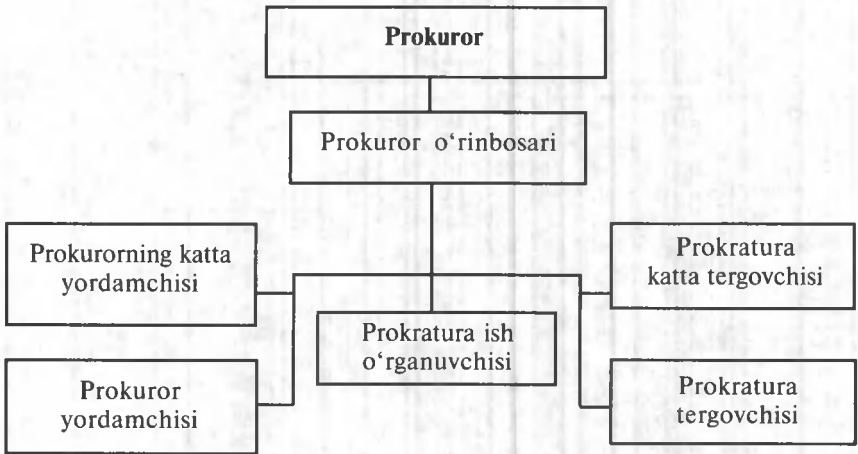 Prokuror
Prokuror o‘rinbosari
Prokurorning katta
yordamchisi
Prokratura
katta tergovchisi
Prokratura ish
o‘rganuvchisi
Prokuror
yordamchisi
Prokratura
tergovchisi